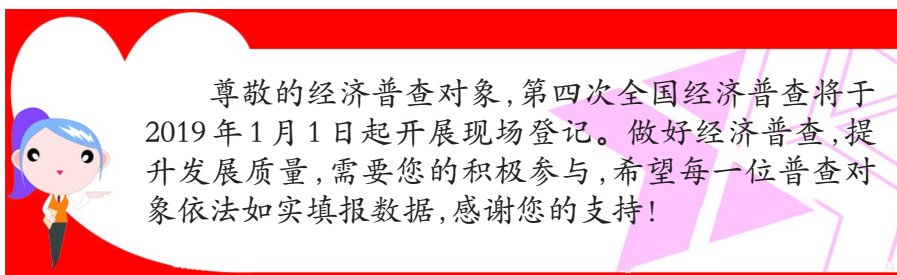 尊敬的经济普查对象,第四次全国经济普查将于
2019年1月1日起开展现场登记。做好经济普查,提
升发展质量,需要您的积极参与,希望每一位普查对
象依法如实填报数据,感谢您的支持!